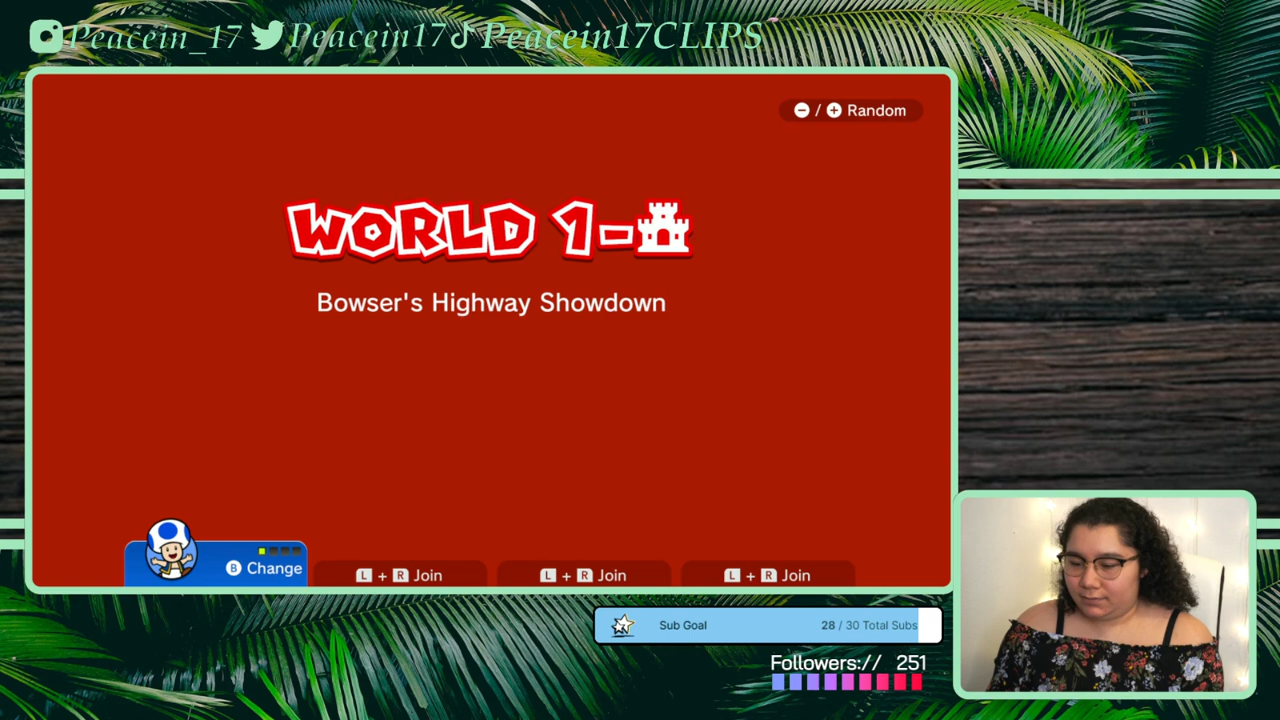 Peacein_17 Peacein17 Peacein17CLIPS
- / + Random
WORLD 1-
Bowser's Highway Showdown
B Change
L + R Join
L + R Join
L + R Join
Sub Goal 28 / 30 Total Subs
Followers:// 251